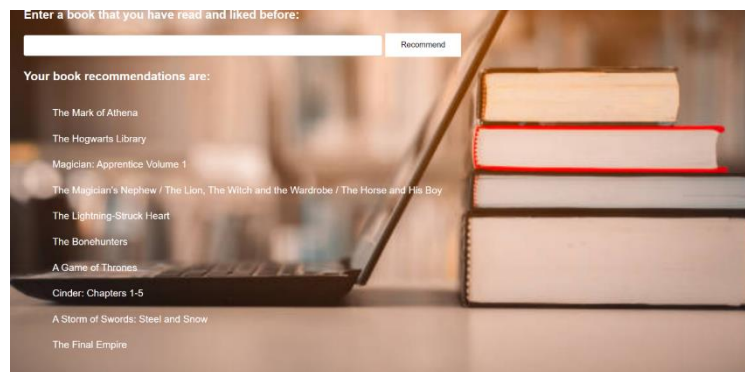 Enter a book that you have read and liked before:
Recommend
Your book recommendations are:
The Mark of Athena
The Hogwarts Library
Magician: Apprentice Volume 1
The Magician's Nephew / The Lion, The Witch and the Wardrobe / The Horse and His Boy
The Lightning-Struck Heart
The Bonehunters
A Game of Thrones
Cinder: Chapters 1-5
A Storm of Swords: Steel and Snow
The Final Empire